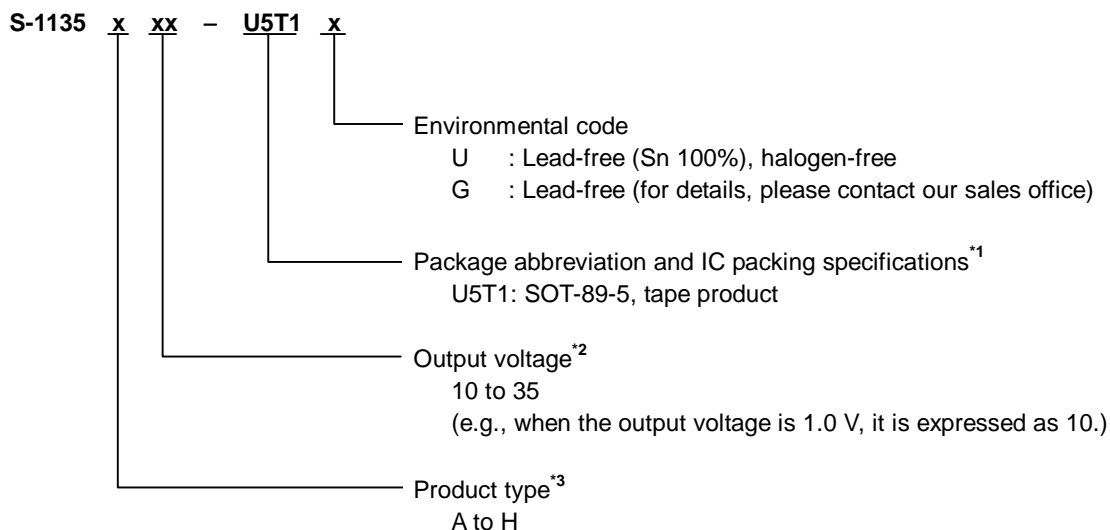 S-1135 x xx – U5T1 x
Environmental code
U : Lead-free (Sn 100%), halogen-free
G : Lead-free (for details, please contact our sales office)
Package abbreviation and IC packing specifications*1
U5T1: SOT-89-5, tape product
Output voltage*2
10 to 35
(e.g., when the output voltage is 1.0 V, it is expressed as 10.)
Product type*3
A to H